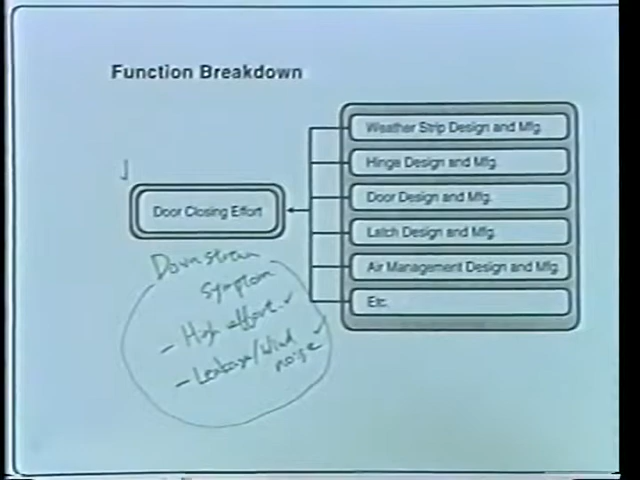 Function Breakdown
Weather Strip Design and Mfg.
Hinge Design and Mfg.
Door Design and Mfg.
Door Closing Effort
Latch Design and Mfg.
Air Management Design and Mfg.
Etc.
Downstream
symptom
- High effort ✓
- Leakage/Wind ✓
noise